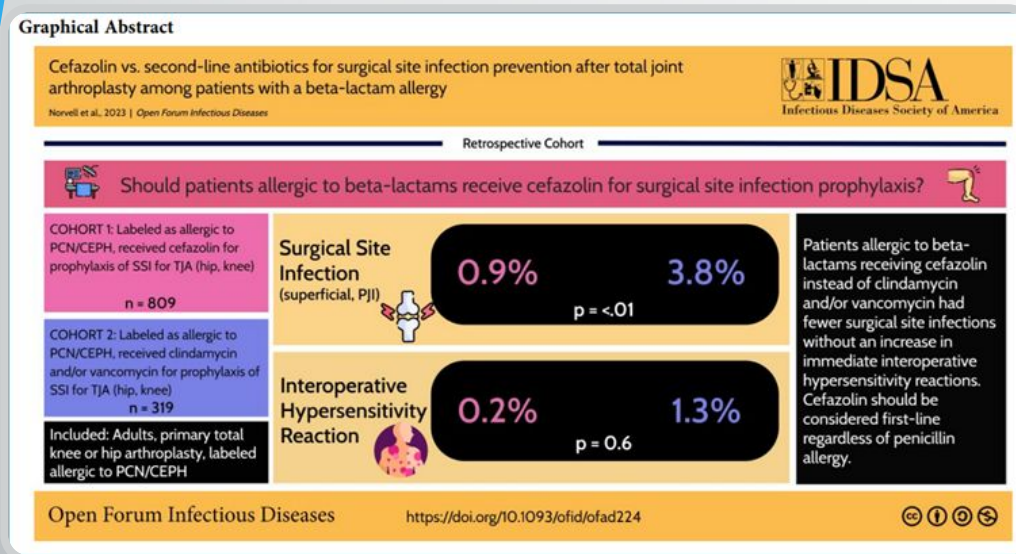 Graphical Abstract
Cefazolin vs. second-line antibiotics for surgical site infection prevention after total joint
arthroplasty among patients with a beta-lactam allergy
Norvell et al., 2023 | Open Forum Infectious Diseases
IDSA
Infectious Diseases Society of America
Retrospective Cohort
Should patients allergic to beta-lactams receive cefazolin for surgical site infection prophylaxis?
COHORT 1: Labeled as allergic to
PCN/CEPH, received cefazolin for
prophylaxis of SSI for TJA (hip, knee)
n = 809
COHORT 2: Labeled as allergic to
PCN/CEPH, received clindamycin
and/or vancomycin for prophylaxis of
SSI for TJA (hip, knee)
n = 319
Included: Adults, primary total
knee or hip arthroplasty, labeled
allergic to PCN/CEPH
Surgical Site
Infection
(superficial, PJI)
0.9% 3.8%
p = <.01
Interoperative
Hypersensitivity
Reaction
0.2% 1.3%
p = 0.6
Patients allergic to beta-
lactams receiving cefazolin
instead of clindamycin
and/or vancomycin had
fewer surgical site infections
without an increase in
immediate interoperative
hypersensitivity reactions.
Cefazolin should be
considered first-line
regardless of penicillin
allergy.
Open Forum Infectious Diseases
https://doi.org/10.1093/ofid/ofad224